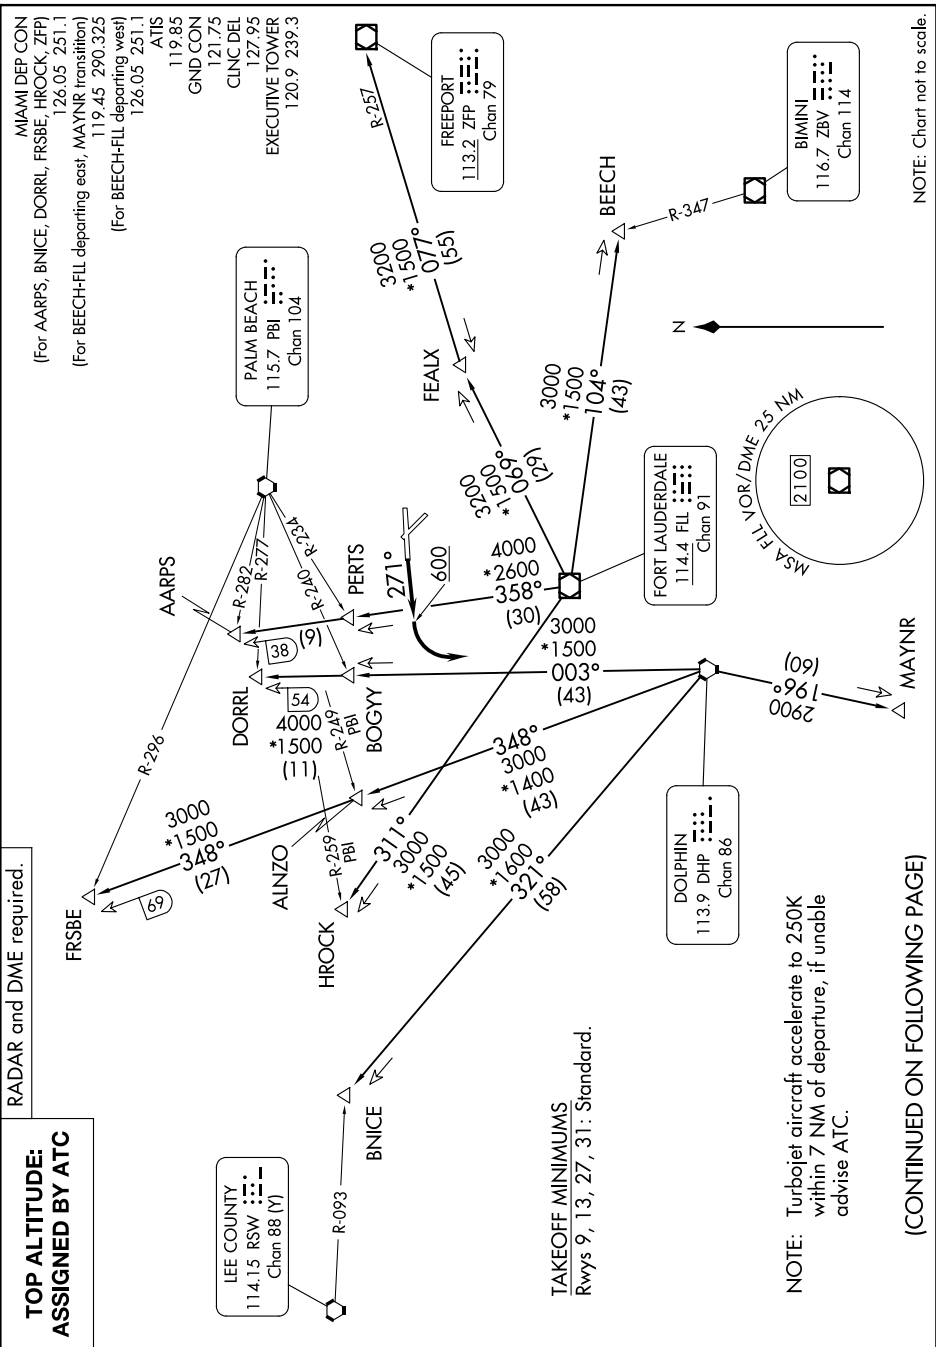 TOP ALTITUDE:
ASSIGNED BY ATC
RADAR and DME required.
MIAMI DEP CON
(For AARPS, BNICE, DORRL, FRSBE, HROCK, ZFP)
126.05 251.1
(For BEECH-FLL departing east, MAYNR transititon)
119.45 290.325
(For BEECH-FLL departing west)
126.05 251.1
ATIS
119.85
GND CON
121.75
CLNC DEL
127.95
EXECUTIVE TOWER
120.9 239.3
FRSBE
69
3000
*1500
348°
(27)
R-296
AARPS
R-282
R-277
R-240
R-234
PALM BEACH
115.7 PBI
Chan 104
FREEPORT
113.2 ZFP
Chan 79
R-257
3200
*1500
077°
(55)
FEALX
3200
*1500
069°
(29)
DORRL
38
(9)
PERTS
54
4000
*1500
(11)
BOGYY
R-249
PBI
R-259
PBI
ALNZO
HROCK
271°
600
4000
*2600
358°
(30)
3000
*1500
003°
(43)
348°
3000
*1400
(43)
311°
3000
*1500
(45)
3000
*1600
321°
(58)
LEE COUNTY
114.15 RSW
Chan 88 (Y)
R-093
BNICE
BEECH
3000
*1500
104°
(43)
R-347
BIMINI
116.7 ZBV
Chan 114
N
FORT LAUDERDALE
114.4 FLL
Chan 91
MSA FLL VOR/DME 25 NM
2100
DOLPHIN
113.9 DHP
Chan 86
2900
196°
(60)
MAYNR
TAKEOFF MINIMUMS
Rwys 9, 13, 27, 31: Standard.
NOTE: Turbojet aircraft accelerate to 250K
within 7 NM of departure, if unable
advise ATC.
(CONTINUED ON FOLLOWING PAGE)
NOTE: Chart not to scale.